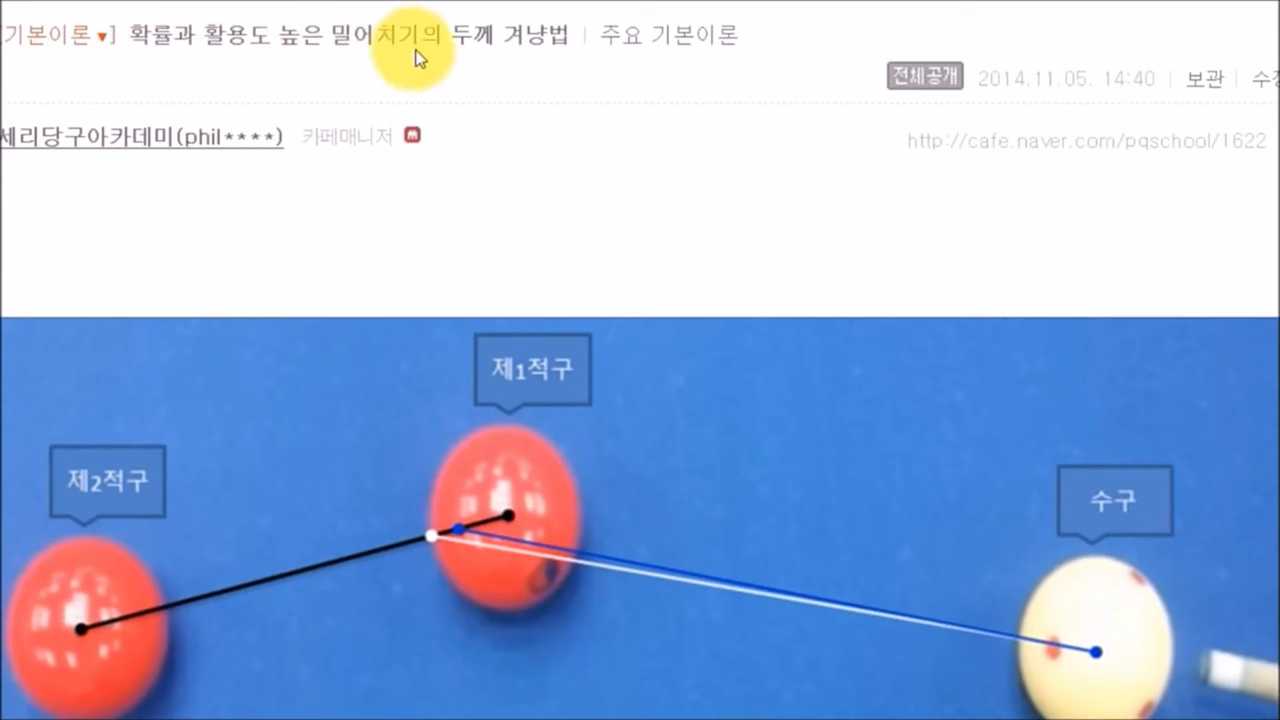 기본이론▼] 확률과 활용도 높은 밀어치기의 두께 겨냥법 | 주요 기본이론
전체공개 2014.11.05. 14:40 | 보관 | 수정
세리당구아카데미(phil****) 카페매니저 m
http://cafe.naver.com/pqschool/1622
제1적구
제2적구
수구